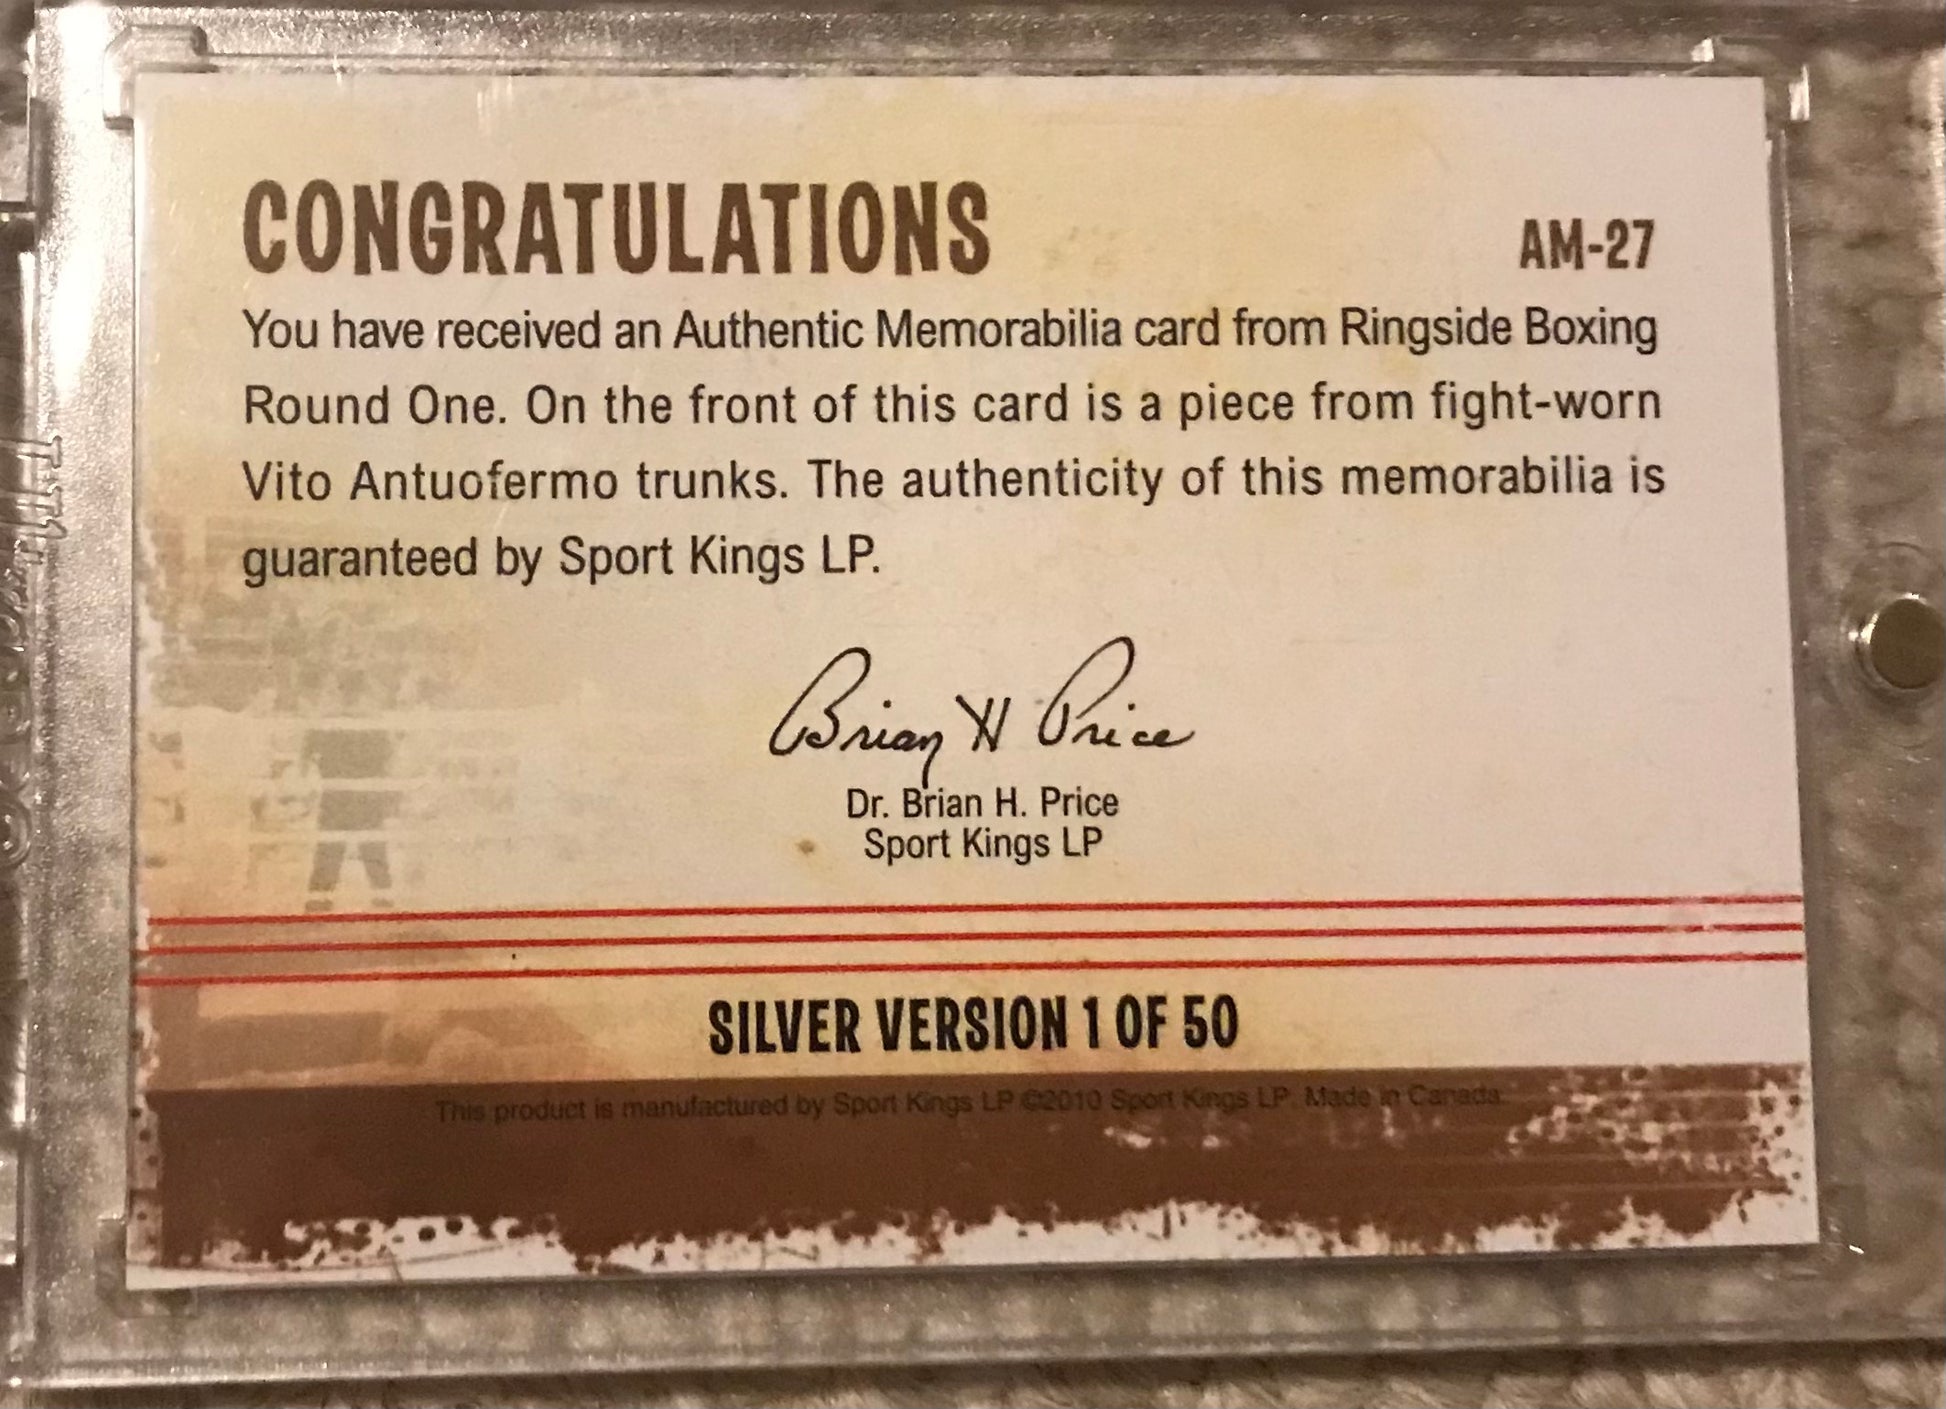 CONGRATULATIONS
AM-27
You have received an Authentic Memorabilia card from Ringside Boxing
Round One. On the front of this card is a piece from fight-worn
Vito Antuofermo trunks. The authenticity of this memorabilia is
guaranteed by Sport Kings LP.
Brian H Price
Dr. Brian H. Price
Sport Kings LP
SILVER VERSION 1 OF 50
This product is manufactured by Sport Kings LP ©2010 Sport Kings LP. Made in Canada.